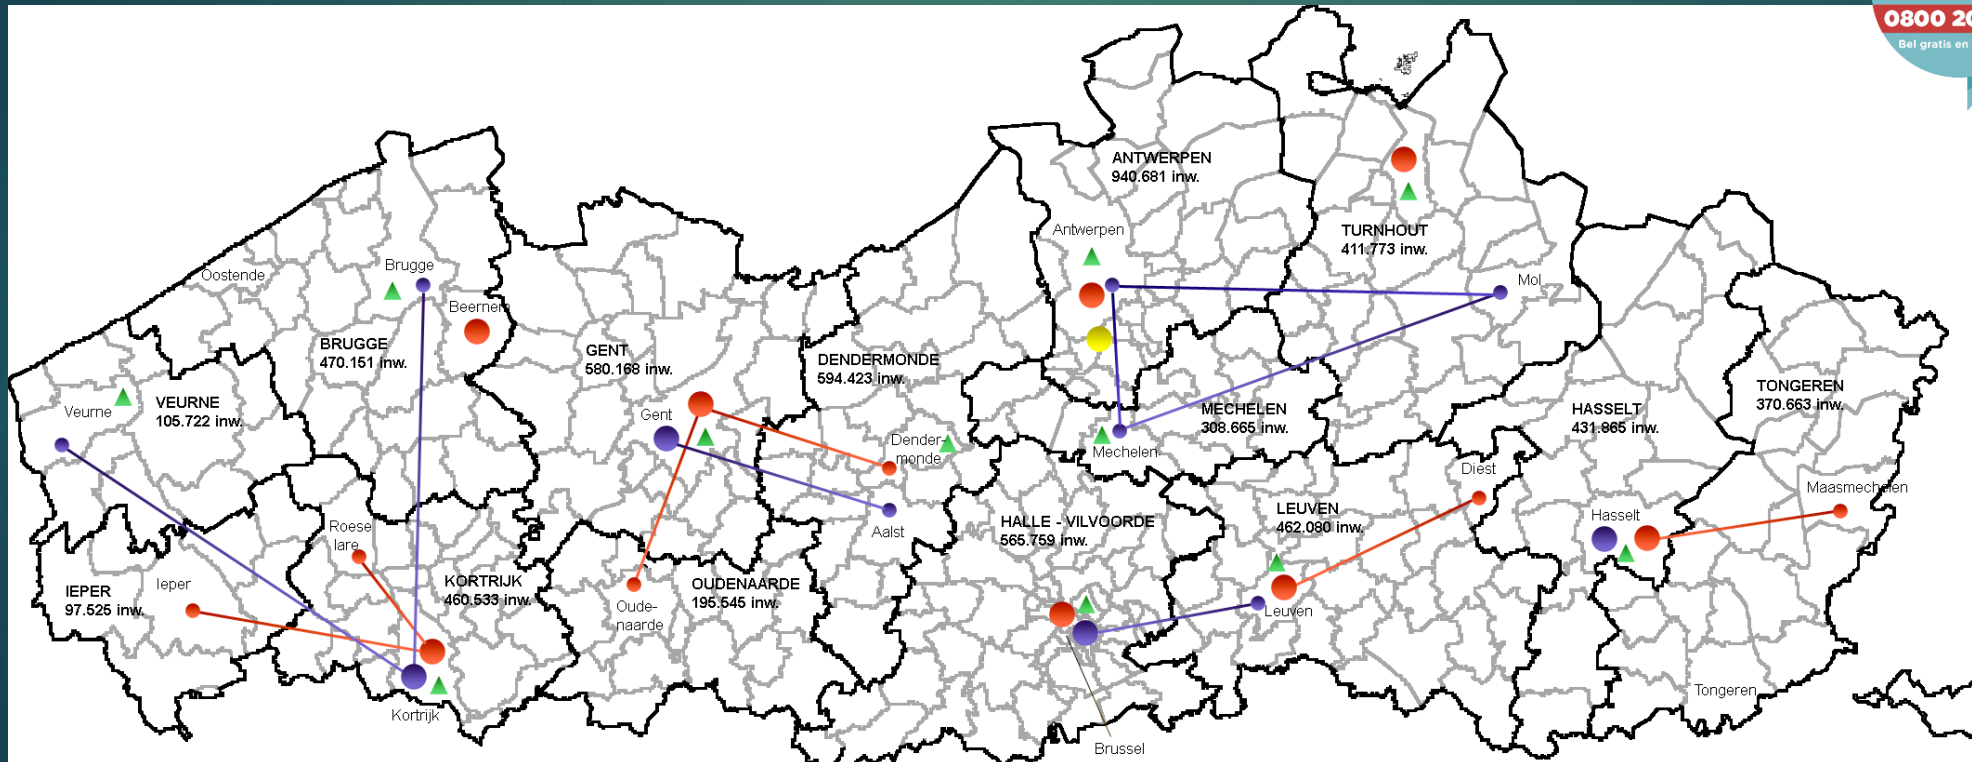 0800 20
Bel gratis en
ANTWERPEN
940.681 inw.
Antwerpen
TURNHOUT
411.773 inw.
Mol
Oostende
Brugge
Beernem
BRUGGE
470.151 inw.
GENT
580.168 inw.
DENDERMONDE
594.423 inw.
Veurne
VEURNE
105.722 inw.
Gent
Dender-
monde
MECHELEN
308.665 inw.
Mechelen
HASSELT
431.865 inw.
TONGEREN
370.663 inw.
Diest
Maasmechelen
Roese
lare
Aalst
HALLE - VILVOORDE
565.759 inw.
LEUVEN
462.080 inw.
Hasselt
IEPER
97.525 inw.
Ieper
KORTRIJK
460.533 inw.
Oude-
naarde
OUDENAARDE
195.545 inw.
Leuven
Kortrijk
Brussel
Tongeren